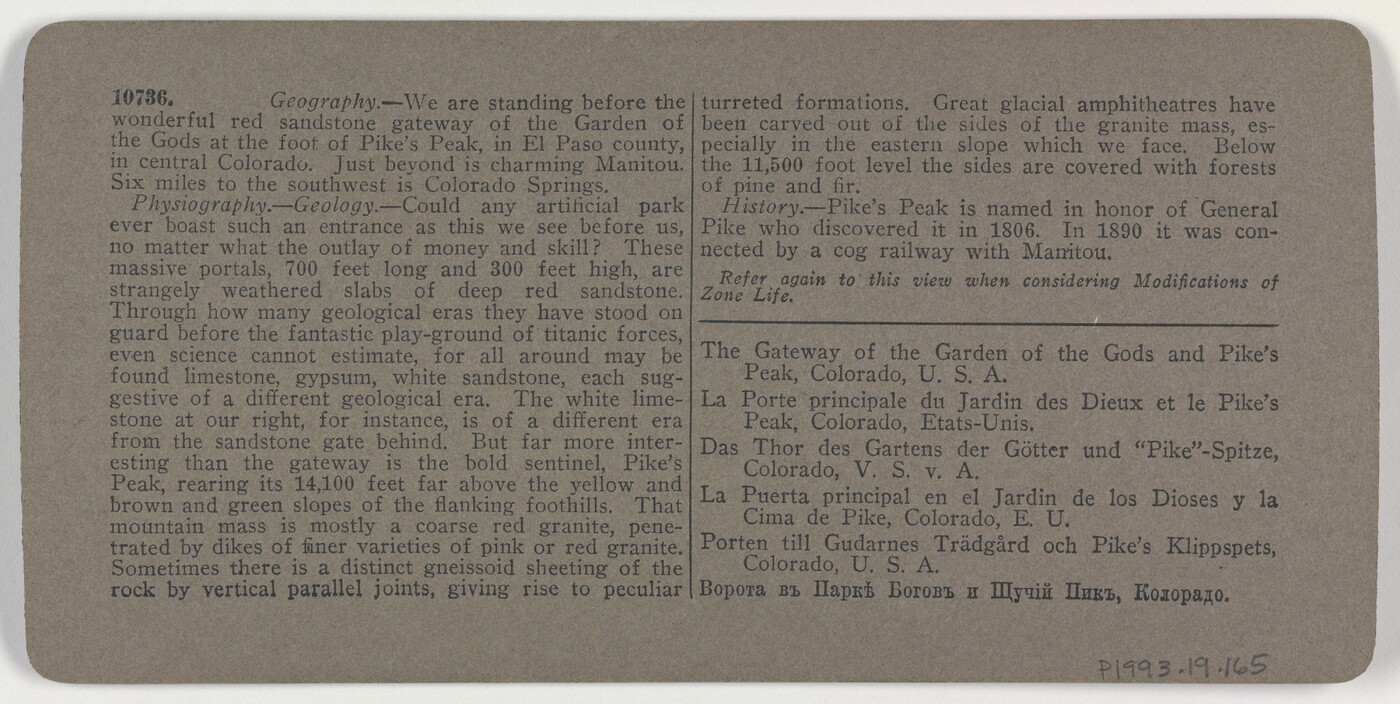 10736. Geography.—We are standing before the
wonderful red sandstone gateway of the Garden of
the Gods at the foot of Pike's Peak, in El Paso county,
in central Colorado. Just beyond is charming Manitou.
Six miles to the southwest is Colorado Springs.
Physiography.—Geology.—Could any artificial park
ever boast such an entrance as this we see before us,
no matter what the outlay of money and skill? These
massive portals, 700 feet long and 300 feet high, are
strangely weathered slabs of deep red sandstone.
Through how many geological eras they have stood on
guard before the fantastic play-ground of titanic forces,
even science cannot estimate, for all around may be
found limestone, gypsum, white sandstone, each sug-
gestive of a different geological era. The white lime-
stone at our right, for instance, is of a different era
from the sandstone gate behind. But far more inter-
esting than the gateway is the bold sentinel, Pike's
Peak, rearing its 14,100 feet far above the yellow and
brown and green slopes of the flanking foothills. That
mountain mass is mostly a coarse red granite, pene-
trated by dikes of finer varieties of pink or red granite.
Sometimes there is a distinct gneissoid sheeting of the
rock by vertical parallel joints, giving rise to peculiar
turreted formations. Great glacial amphitheatres have
been carved out of the sides of the granite mass, es-
pecially in the eastern slope which we face. Below
the 11,500 foot level the sides are covered with forests
of pine and fir.
History.—Pike's Peak is named in honor of General
Pike who discovered it in 1806. In 1890 it was con-
nected by a cog railway with Manitou.
Refer again to this view when considering Modifications of
Zone Life.
The Gateway of the Garden of the Gods and Pike's
Peak, Colorado, U. S. A.
La Porte principale du Jardin des Dieux et le Pike's
Peak, Colorado, Etats-Unis.
Das Thor des Gartens der Götter und "Pike"-Spitze,
Colorado, V. S. v. A.
La Puerta principal en el Jardin de los Dioses y la
Cima de Pike, Colorado, E. U.
Porten till Gudarnes Trädgård och Pike's Klippspets,
Colorado, U. S. A.
Ворота въ Паркѣ Боговъ и Щучій Пикъ, Колорадо.
P1993.19.165